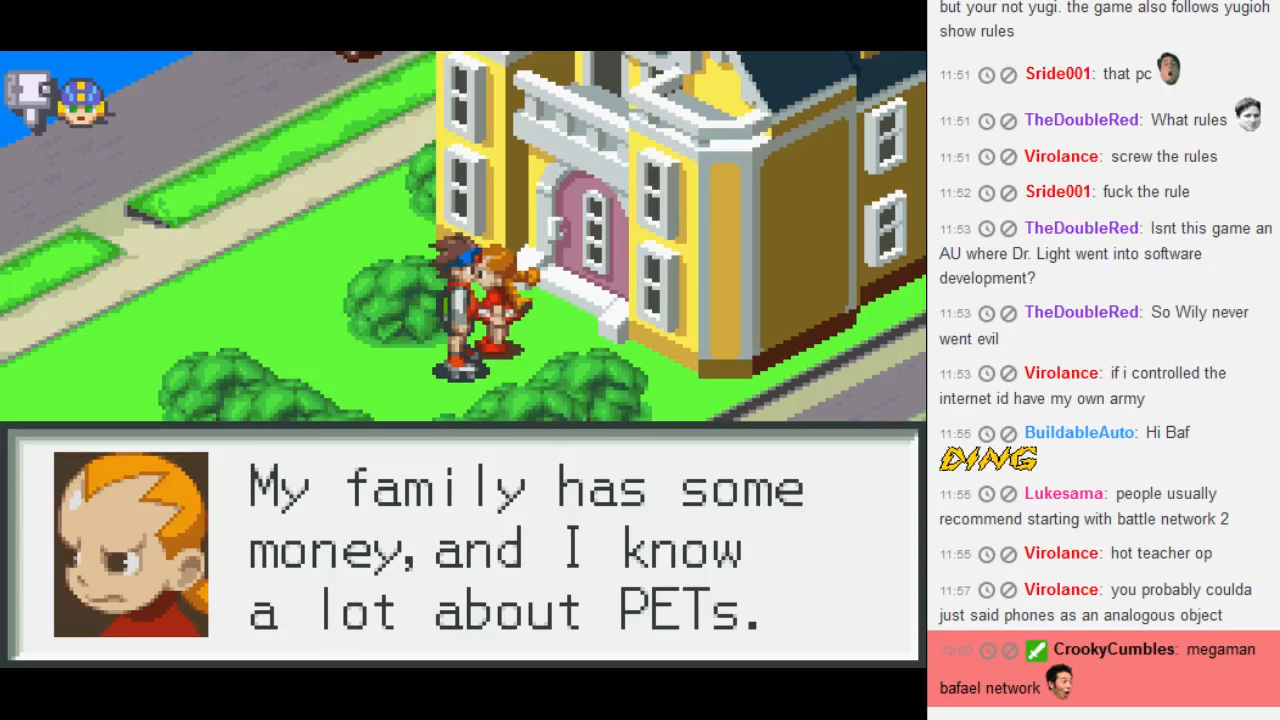 My family has some
money, and I know
a lot about PETs.
but your not yugi. the game also follows yugioh
show rules
11:51 Sride001: that pc
11:51 TheDoubleRed: What rules
11:51 Virolance: screw the rules
11:52 Sride001: fuck the rule
11:53 TheDoubleRed: Isnt this game an
AU where Dr. Light went into software
development?
11:53 TheDoubleRed: So Wily never
went evil
11:53 Virolance: if i controlled the
internet id have my own army
11:55 BuildableAuto: Hi Baf
DING
11:55 Lukesama: people usually
recommend starting with battle network 2
11:55 Virolance: hot teacher op
11:57 Virolance: you probably coulda
just said phones as an analogous object
12:00 CrookyCumbles: megaman
bafael network